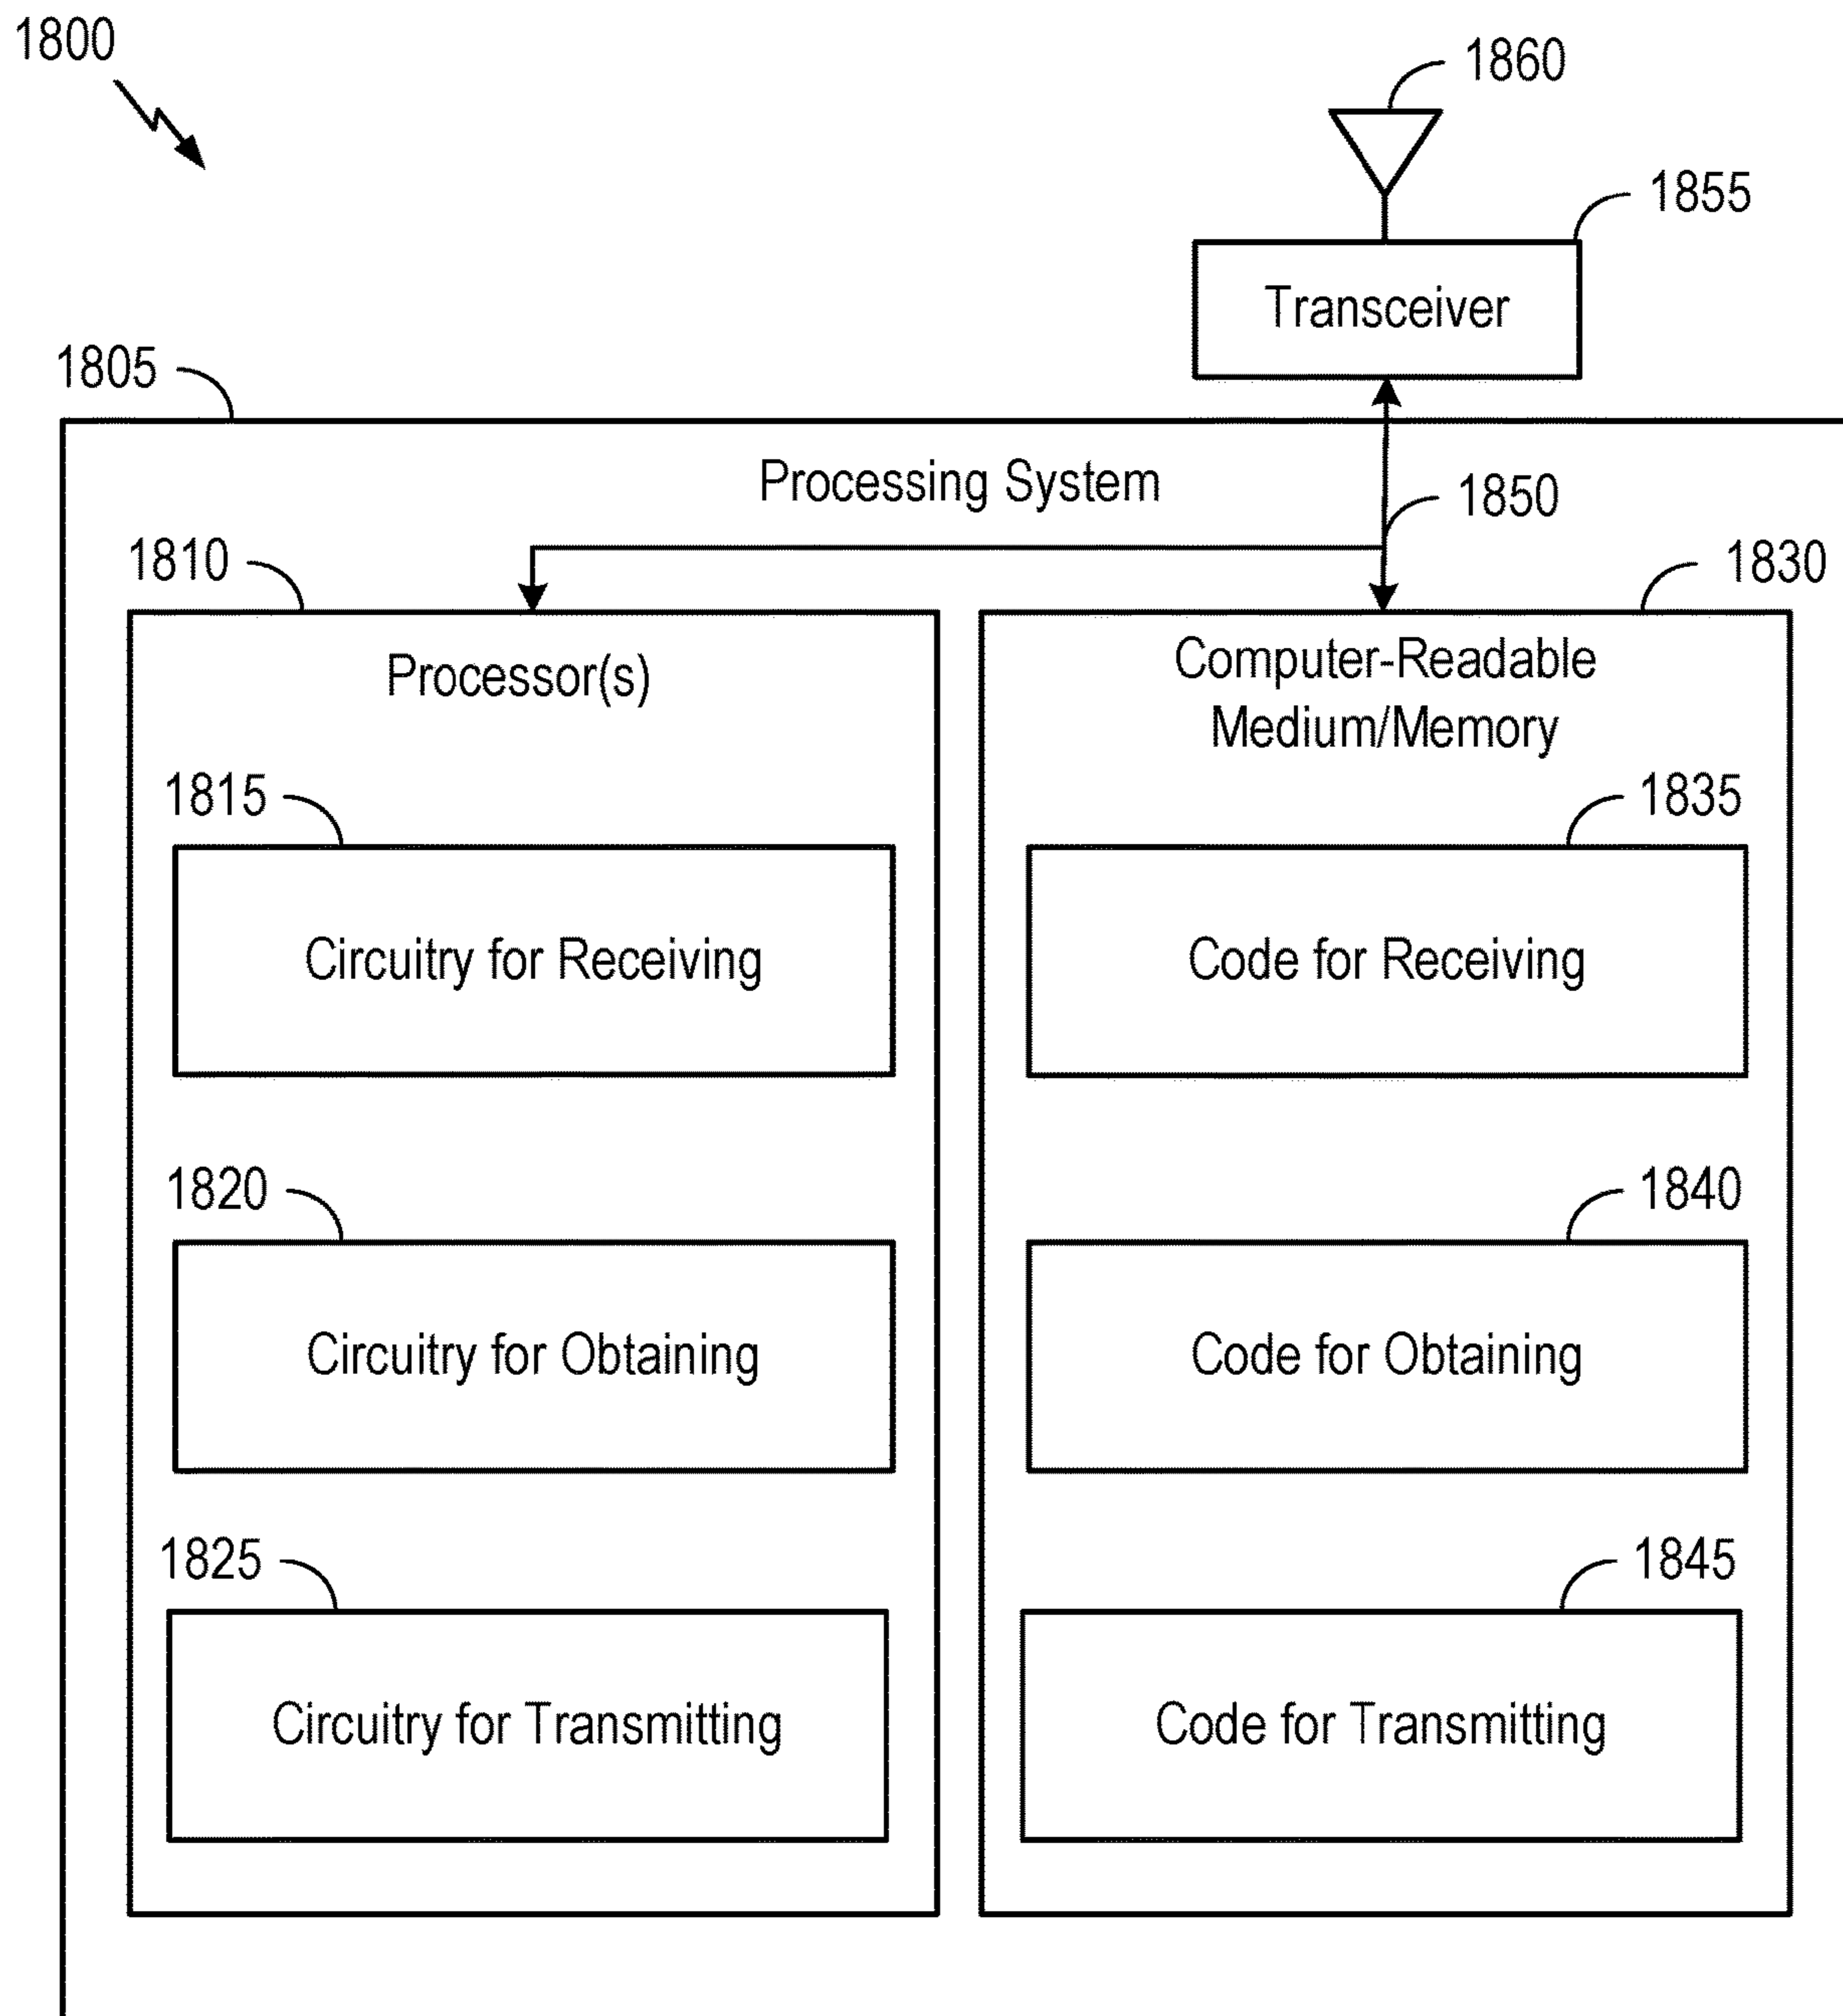 1800
1860
1855
Transceiver
1805
Processing System
1850
1810
1830
Processor(s)
Computer-Readable
Medium/Memory
1815
1835
Circuitry for Receiving
Code for Receiving
1820
1840
Circuitry for Obtaining
Code for Obtaining
1825
1845
Circuitry for Transmitting
Code for Transmitting